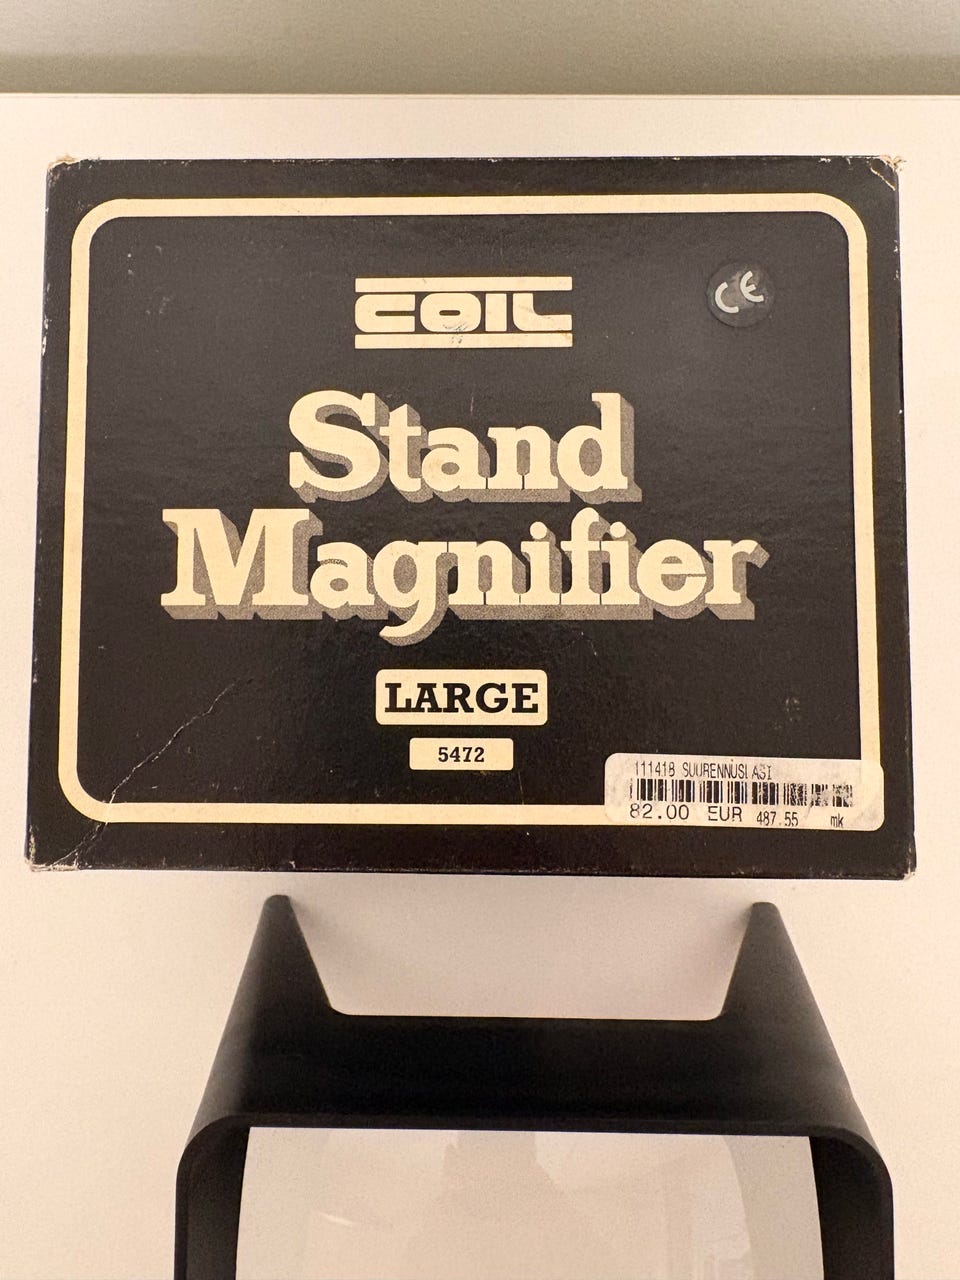 COIL
CE
Stand
Magnifier
LARGE
5472
111418 SUURENNUSLASI
82.00 EUR 487.55 mk